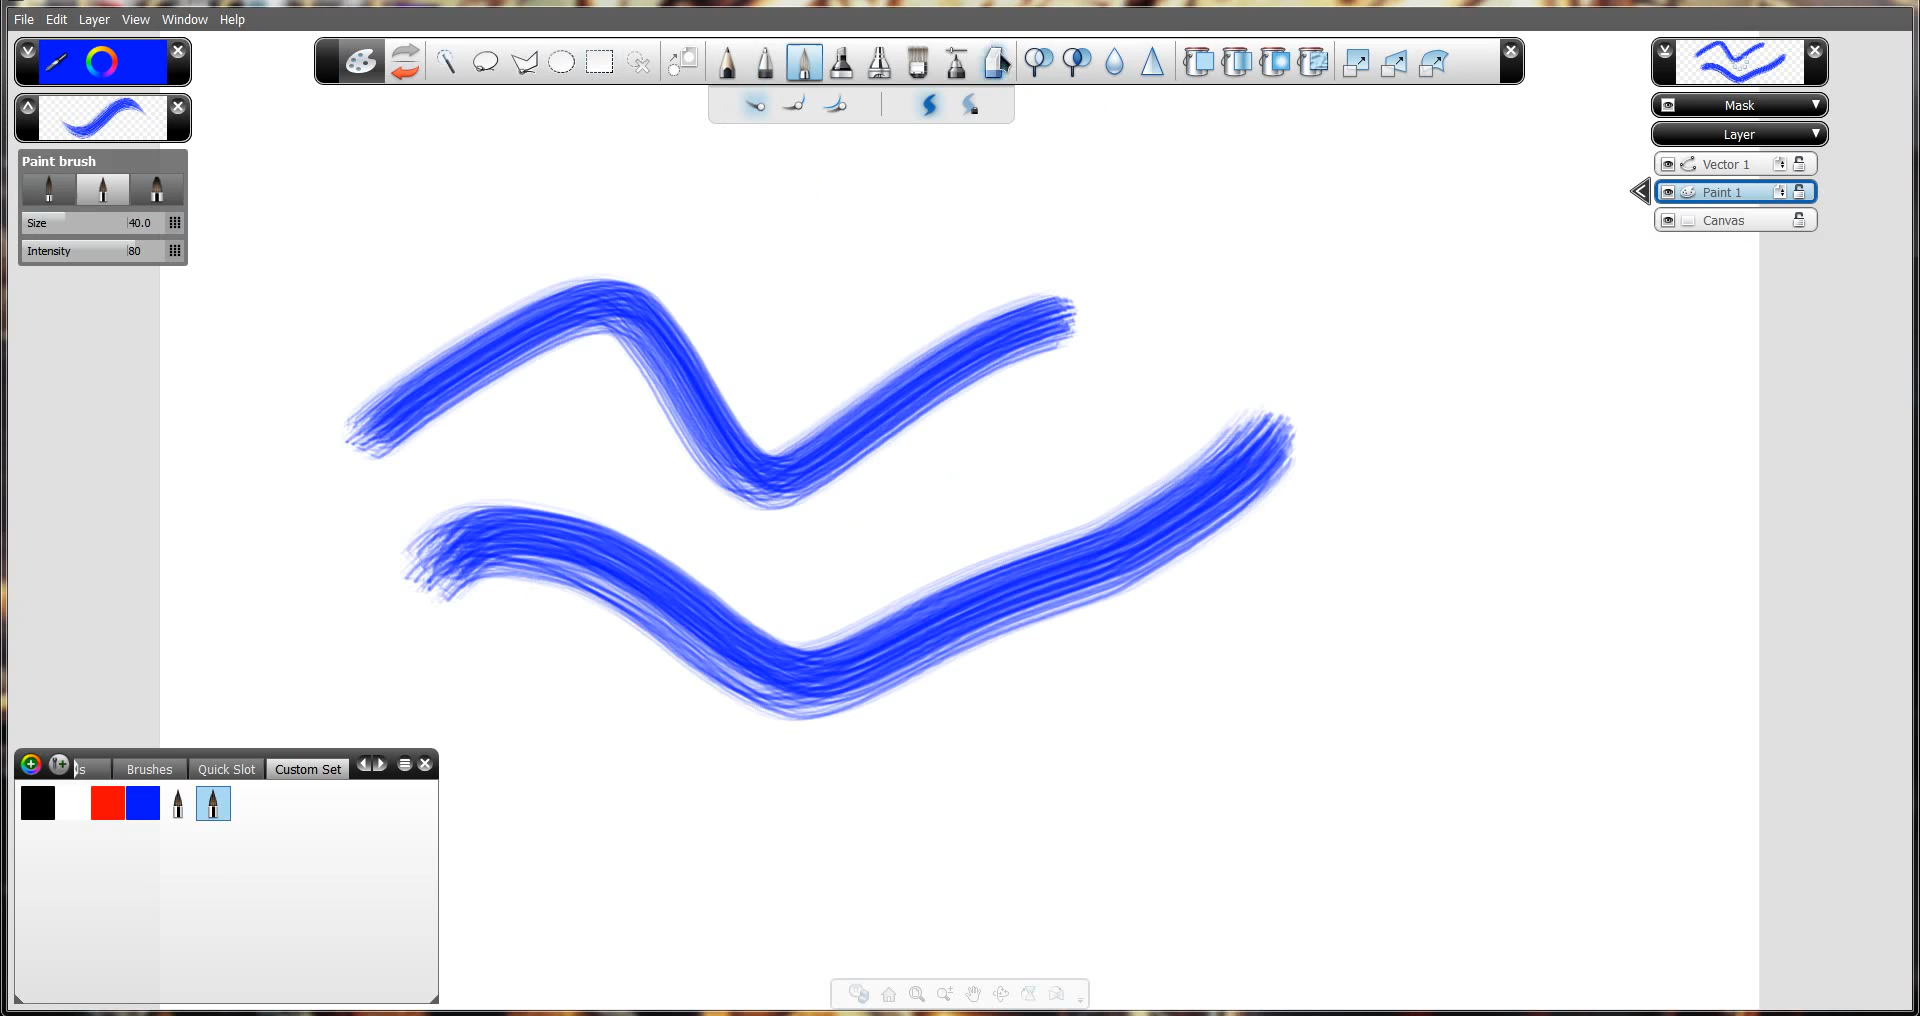 File Edit Layer View Window Help
Paint brush
Size 40.0
Intensity 80
Mask
Layer
Vector 1
Paint 1
Canvas
Brushes Quick Slot Custom Set